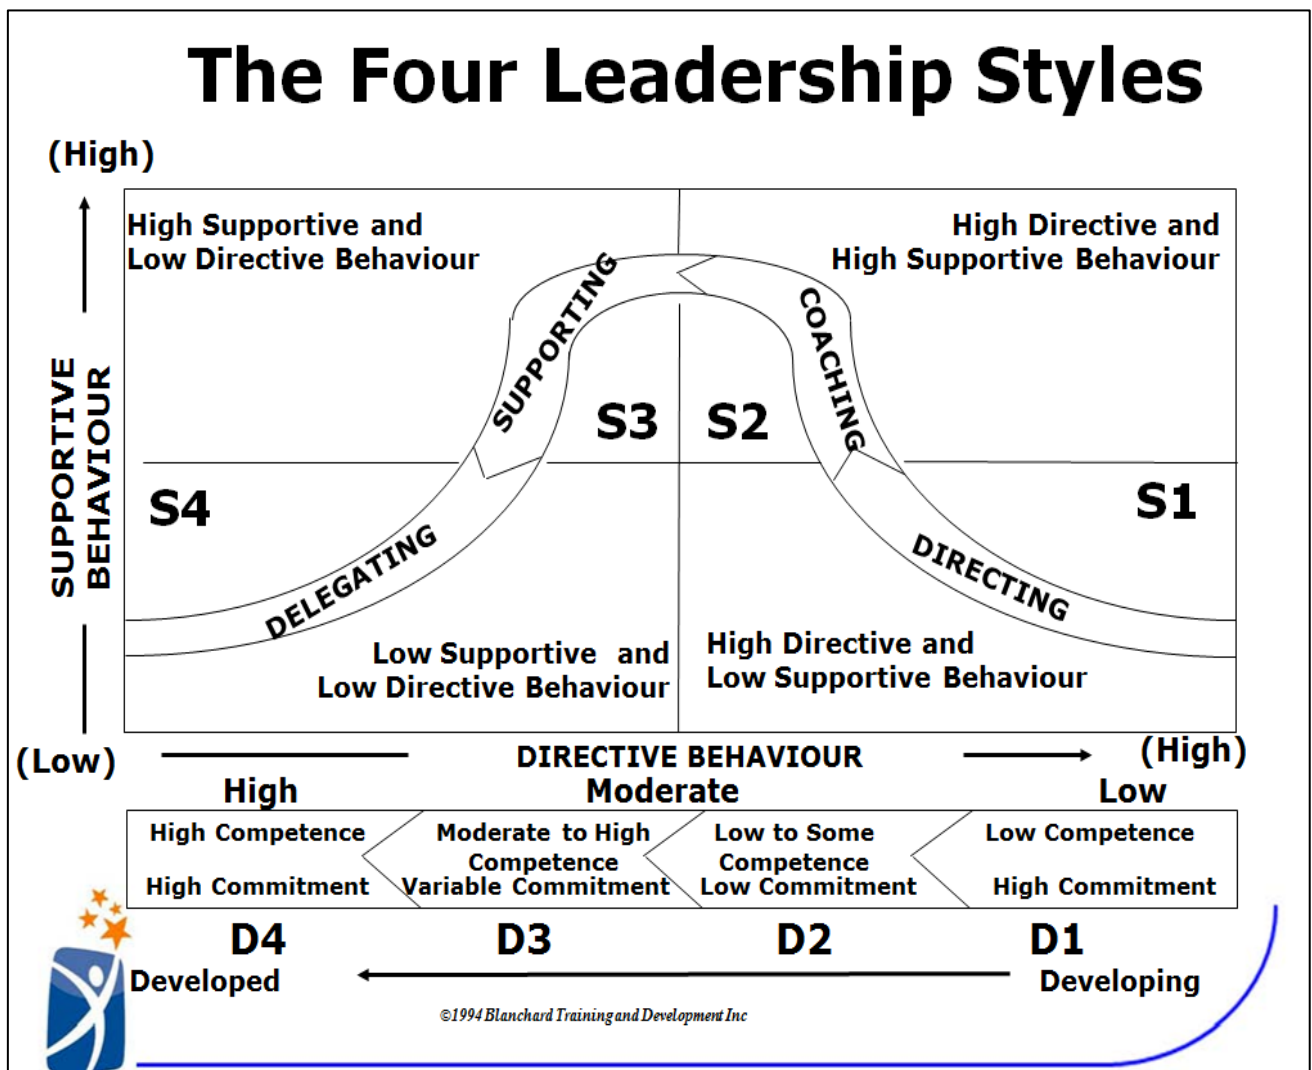 The Four Leadership Styles
(High)
High Supportive and
Low Directive Behaviour
High Directive and
High Supportive Behaviour
SUPPORTING
COACHING
SUPPORTIVE
BEHAVIOUR
S3
S2
S4
S1
DELEGATING
DIRECTING
Low Supportive and
Low Directive Behaviour
High Directive and
Low Supportive Behaviour
(Low)
DIRECTIVE BEHAVIOUR
(High)
High
Moderate
Low
High Competence
High Commitment
Moderate to High
Competence
Variable Commitment
Low to Some
Competence
Low Commitment
Low Competence
High Commitment
D4
D3
D2
D1
Developed
Developing
©1994 Blanchard Training and Development Inc